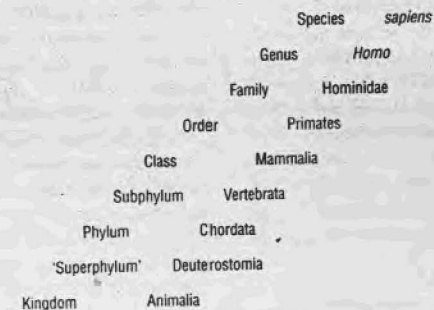 Species sapiens
Genus Homo
Family Hominidae
Order Primates
Class Mammalia
Subphylum Vertebrata
Phylum Chordata
'Superphylum' Deuterostomia
Kingdom Animalia